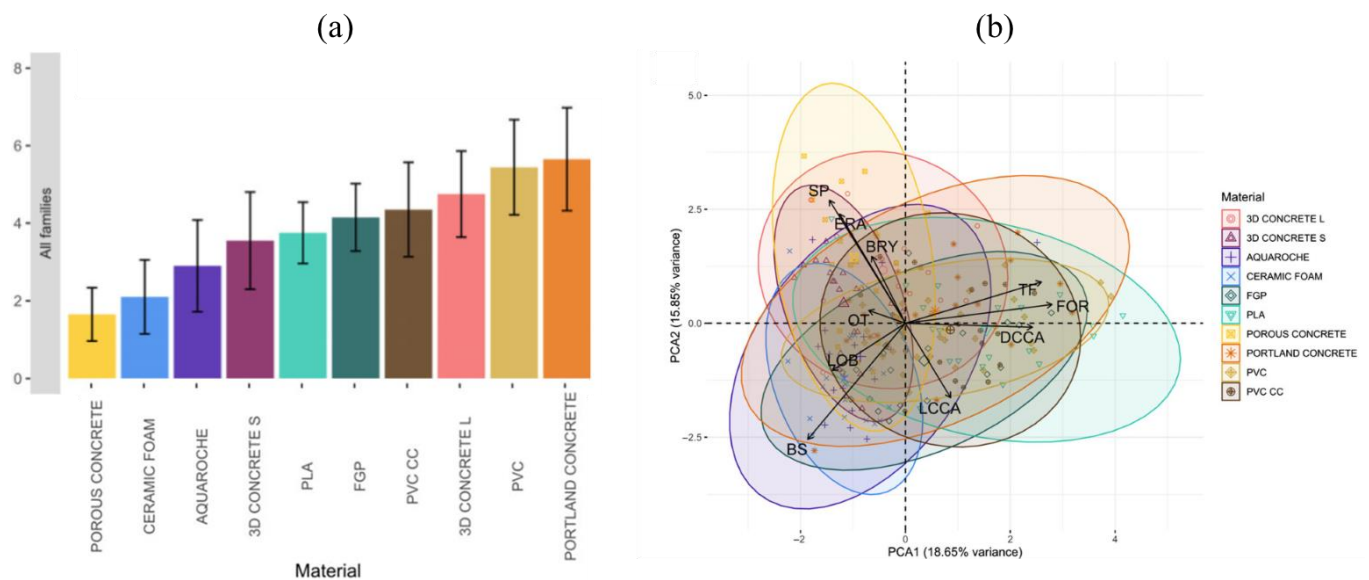 (a)
(b)
All families
8
6
4
2
0
POROUS CONCRETE
CERAMIC FOAM
AQUAROCHE
3D CONCRETE S
PLA
FGP
PVC CC
3D CONCRETE L
PVC
PORTLAND CONCRETE
Material
PCA2 (15.85% variance)
5.0
2.5
0.0
−2.5
SP
ERA
BRY
TF
FOR
OT
DCCA
LOB
LCCA
BS
−2
0
2
4
PCA1 (18.65% variance)
Material
3D CONCRETE L
3D CONCRETE S
AQUAROCHE
CERAMIC FOAM
FGP
PLA
POROUS CONCRETE
PORTLAND CONCRETE
PVC
PVC CC